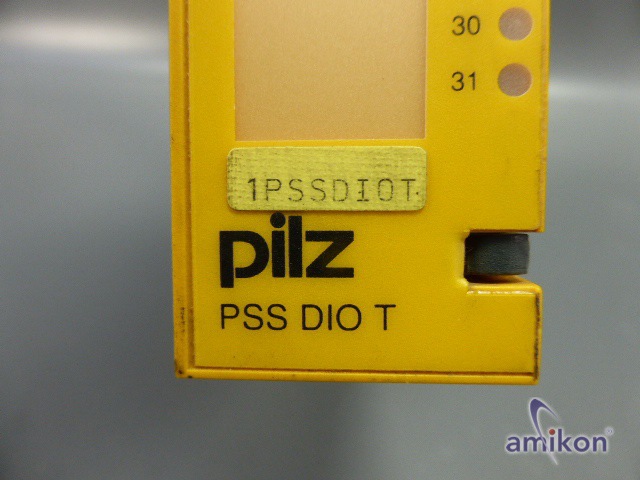 30
31
1PSSDIOT
pilz
PSS DIO T
amikon®